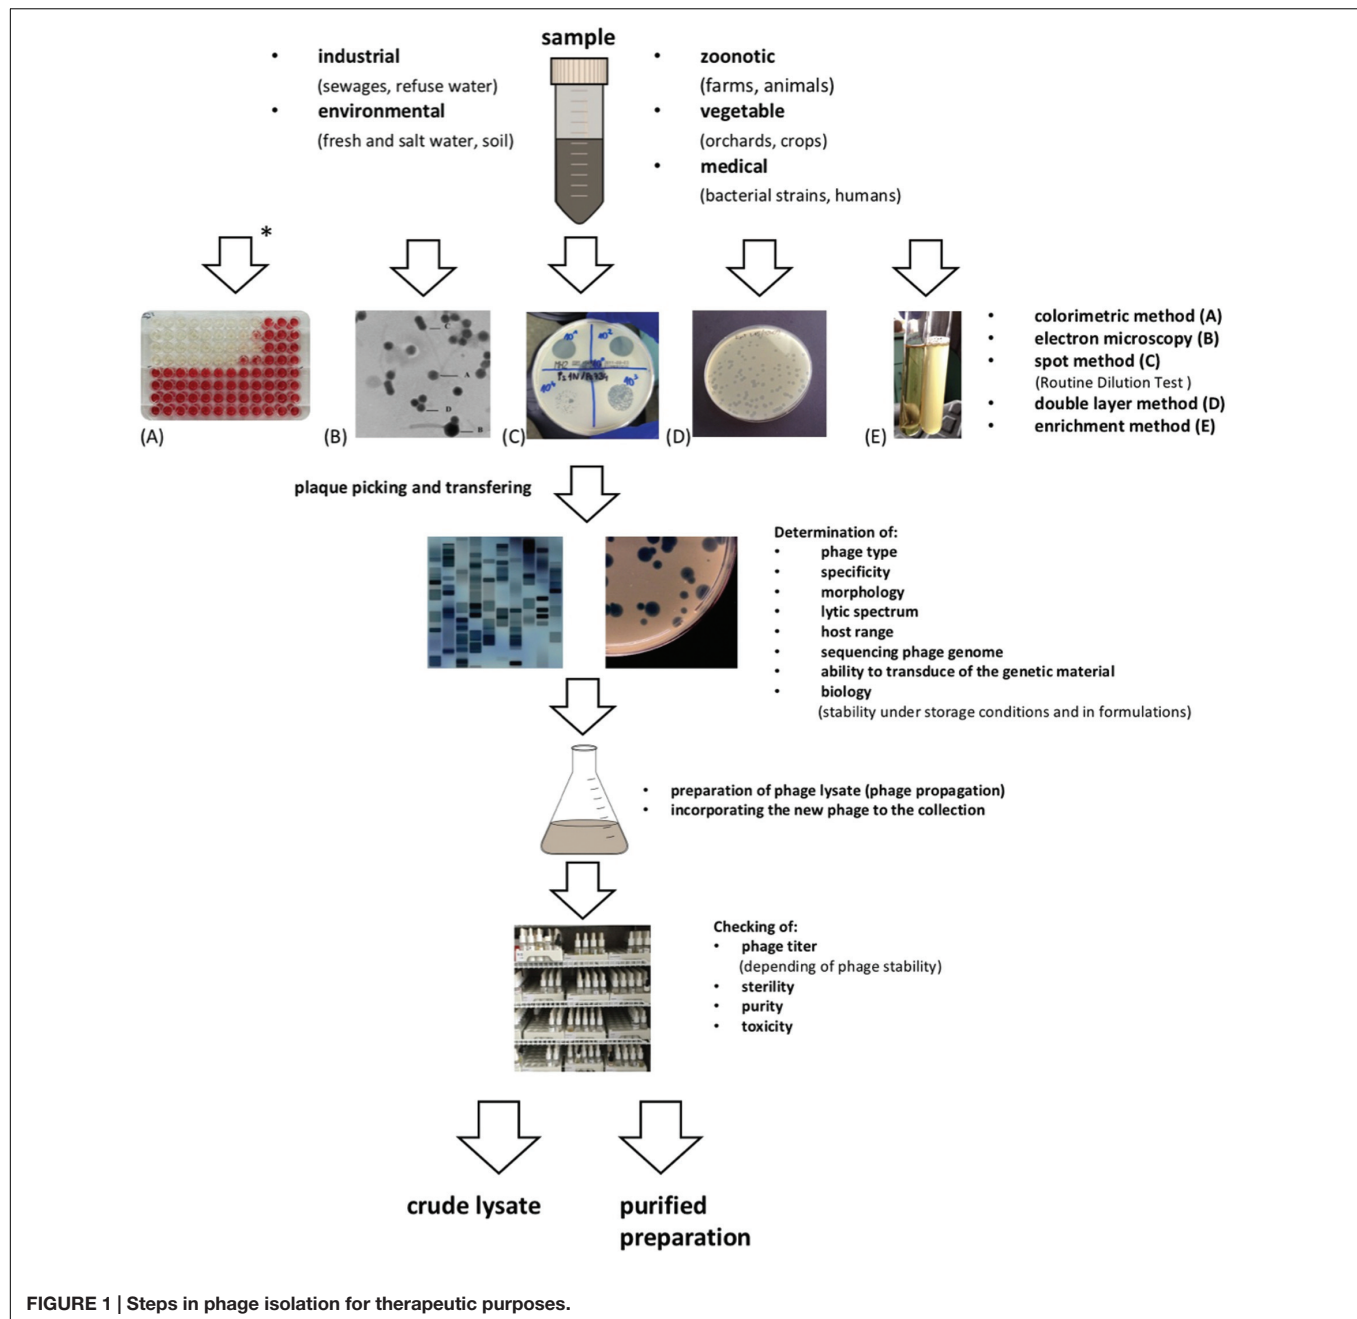 sample
• industrial
(sewages, refuse water)
• environmental
(fresh and salt water, soil)
• zoonotic
(farms, animals)
• vegetable
(orchards, crops)
• medical
(bacterial strains, humans)
*
C
A
D
B
10²
10⁴
10³
(A)
(B)
(C)
(D)
(E)
• colorimetric method (A)
• electron microscopy (B)
• spot method (C)
(Routine Dilution Test )
• double layer method (D)
• enrichment method (E)
plaque picking and transfering
Determination of:
• phage type
• specificity
• morphology
• lytic spectrum
• host range
• sequencing phage genome
• ability to transduce of the genetic material
• biology
(stability under storage conditions and in formulations)
• preparation of phage lysate (phage propagation)
• incorporating the new phage to the collection
Checking of:
• phage titer
(depending of phage stability)
• sterility
• purity
• toxicity
crude lysate
purified
preparation
FIGURE 1 | Steps in phage isolation for therapeutic purposes.